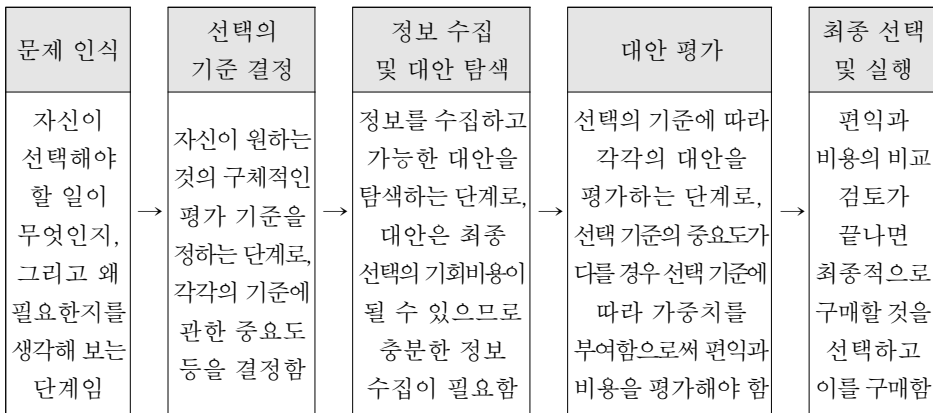 문제 인식
자신이
선택해야
할 일이
무엇인지,
그리고 왜
필요한지를
생각해 보는
단계임
→
선택의
기준 결정
자신이 원하는
것의 구체적인
평가 기준을
정하는 단계로,
각각의 기준에
관한 중요도
등을 결정함
→
정보 수집
및 대안 탐색
정보를 수집하고
가능한 대안을
탐색하는 단계로,
대안은 최종
선택의 기회비용이
될 수 있으므로
충분한 정보
수집이 필요함
→
대안 평가
선택의 기준에 따라
각각의 대안을
평가하는 단계로,
선택 기준의 중요도가
다를 경우 선택 기준에
따라 가중치를
부여함으로써 편익과
비용을 평가해야 함
→
최종 선택
및 실행
편익과
비용의 비교
검토가
끝나면
최종적으로
구매할 것을
선택하고
이를 구매함